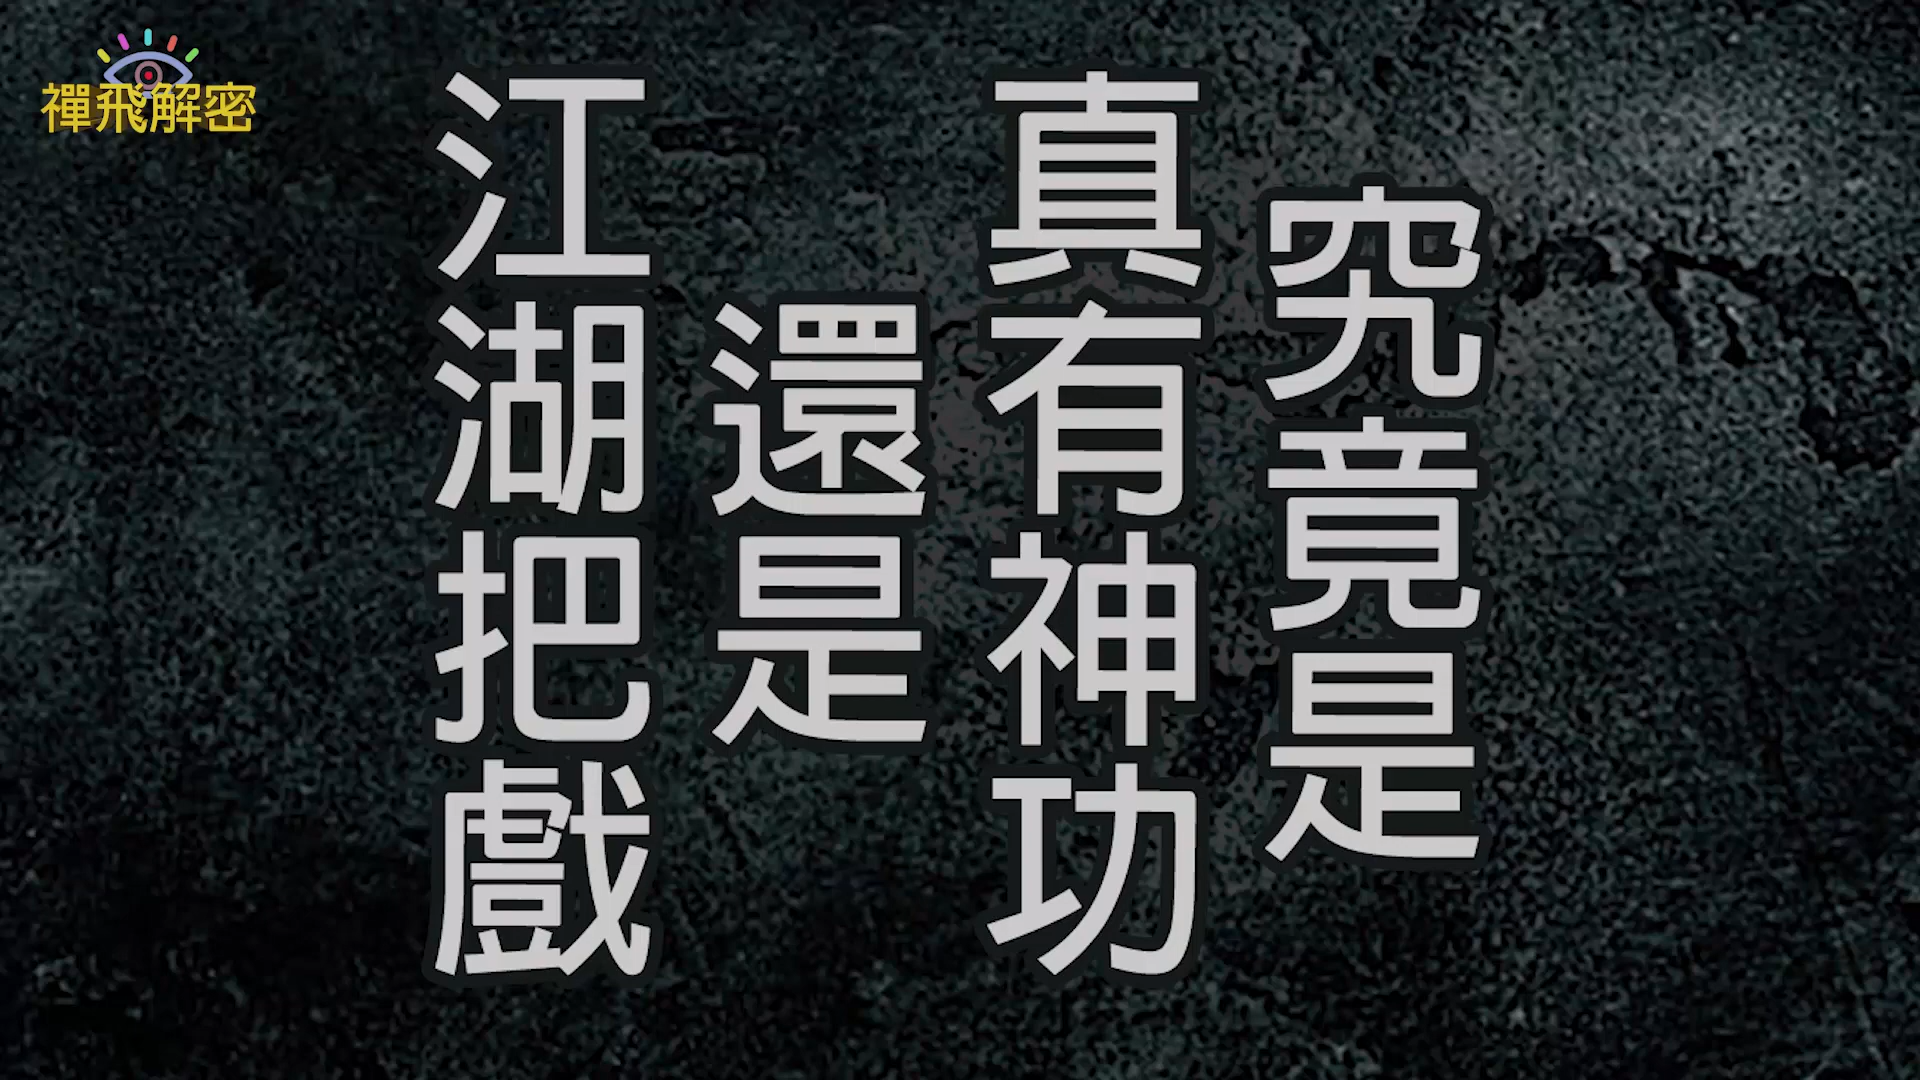 禪飛解密
究竟是
真有神功
還是
江湖把戲